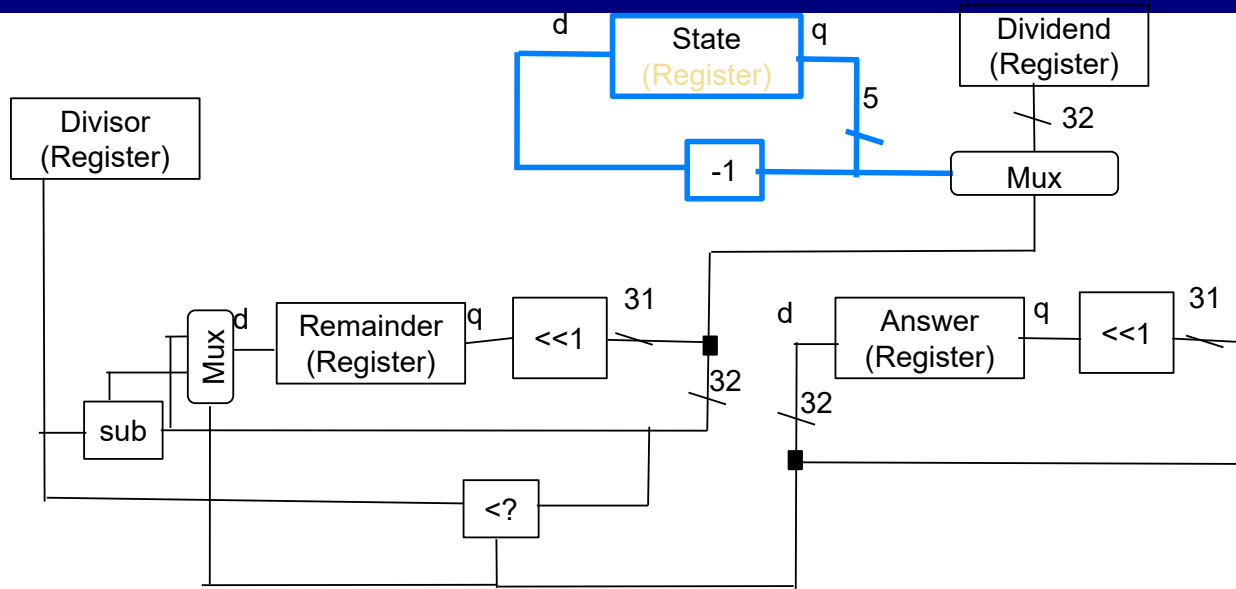 d
State
(Register)
q
5
-1
Dividend
(Register)
32
Mux
Divisor
(Register)
Mux
d
Remainder
(Register)
q
<<1
31
32
sub
<?
d
Answer
(Register)
q
<<1
31
32